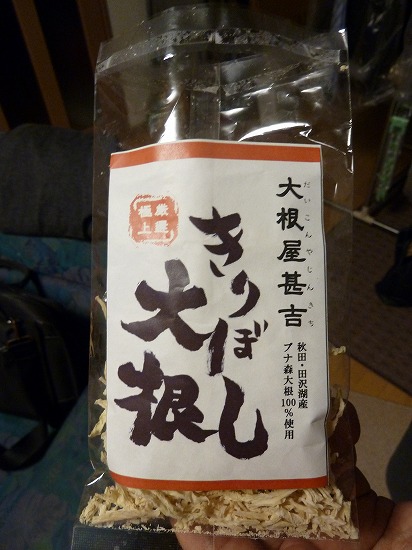 大根屋甚吉
だいこんやじんきち
秋田・田沢湖産
ブナ森大根100%使用
厳選
極上
きりぼし
大根